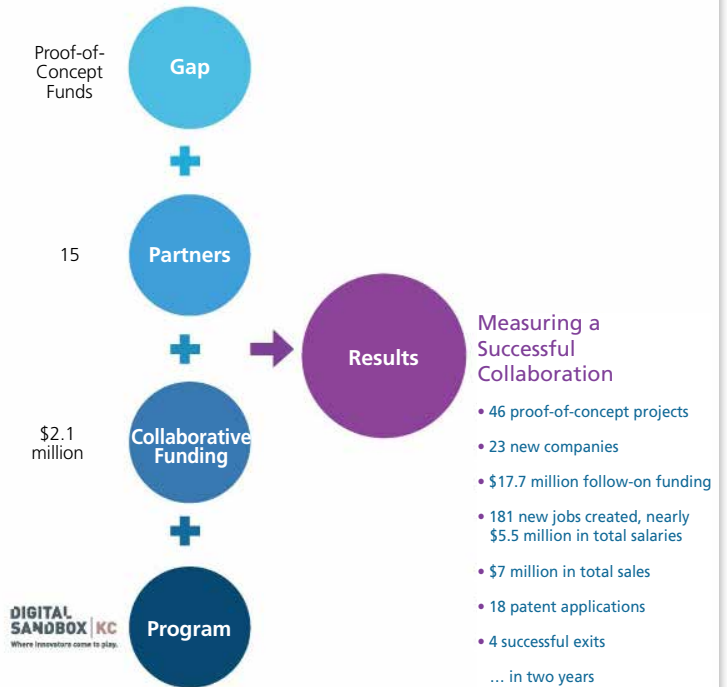 Proof-of-
Concept
Funds
Gap
15
Partners
$2.1
million
Collaborative
Funding
DIGITAL
SANDBOX | KC
Where innovators come to play.
Program
Results
Measuring a
Successful
Collaboration
• 46 proof-of-concept projects
• 23 new companies
• $17.7 million follow-on funding
• 181 new jobs created, nearly
$5.5 million in total salaries
• $7 million in total sales
• 18 patent applications
• 4 successful exits
... in two years